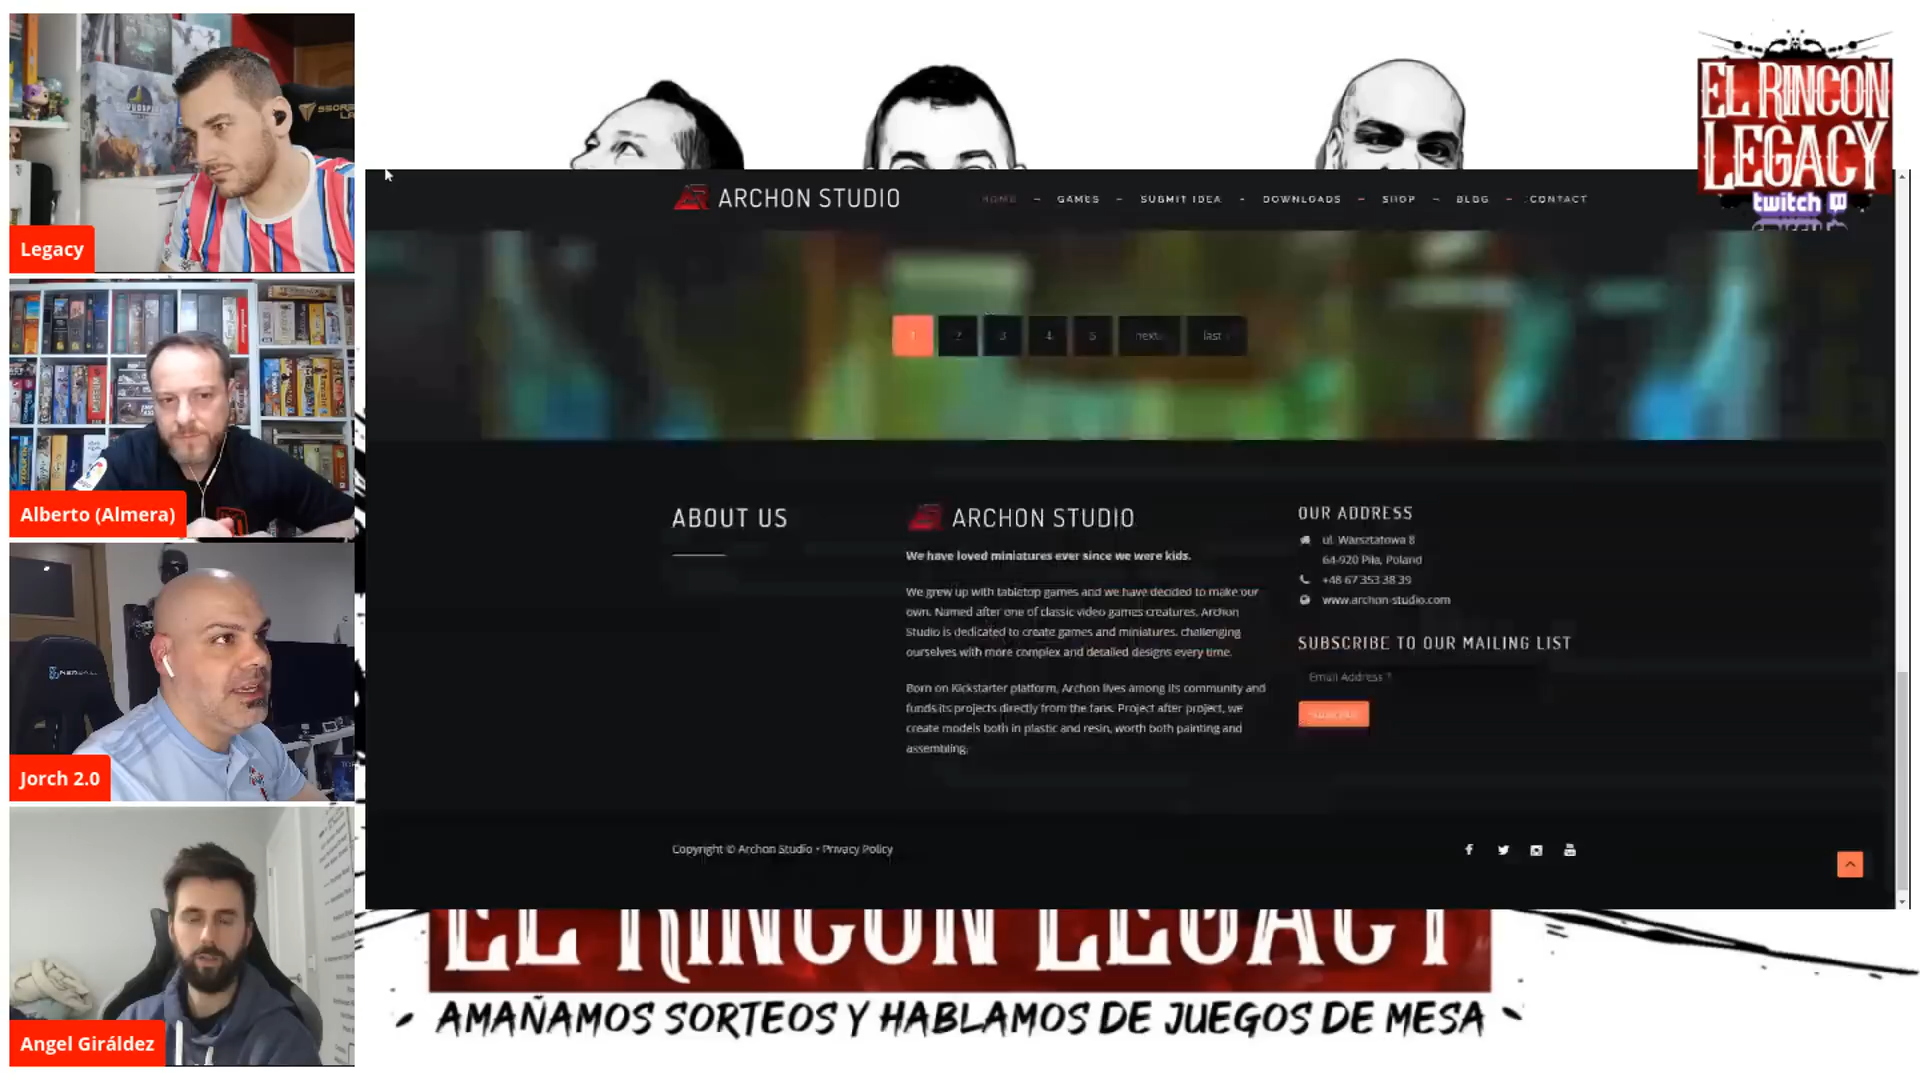 Legacy
Alberto (Almera)
Jorch 2.0
Angel Giráldez
EL RINCON
LEGACY
twitch
ARCHON STUDIO
HOME
GAMES
SUBMIT IDEA
DOWNLOADS
SHOP
BLOG
CONTACT
1
2
3
4
5
next
last
ABOUT US
ARCHON STUDIO
We have loved miniatures ever since we were kids.
We grew up with tabletop games and we have decided to make our
own. Named after one of classic video games creatures, Archon
Studio is dedicated to create games and miniatures, challenging
ourselves with more complex and detailed designs every time.
Born on Kickstarter platform, Archon lives among its community and
funds its projects directly from the fans. Project after project, we
create models both in plastic and resin, worth both painting and
assembling.
OUR ADDRESS
ul. Warsztatowa 8
64-920 Piła, Poland
+48 67 353 38 39
www.archon-studio.com
SUBSCRIBE TO OUR MAILING LIST
Email Address *
Copyright © Archon Studio • Privacy Policy
EL RINCON LEGACY
AMAÑAMOS SORTEOS Y HABLAMOS DE JUEGOS DE MESA